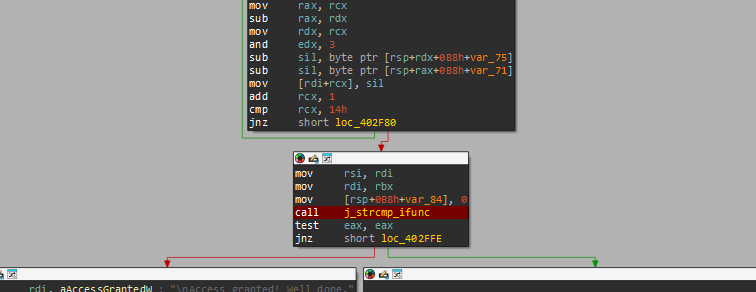 mov rax, rcx
sub rax, rdx
mov rdx, rcx
and edx, 3
sub sil, byte ptr [rsp+rdx+0B8h+var_75]
sub sil, byte ptr [rsp+rax+0B8h+var_71]
mov [rdi+rcx], sil
add rcx, 1
cmp rcx, 14h
jnz short loc_402F80
mov rsi, rdi
mov rdi, rbx
mov [rsp+0B8h+var_84], 0
call j_strcmp_ifunc
test eax, eax
jnz short loc_402FFE
rdi, aAccessGrantedW ; "\nAccess granted! Well done."